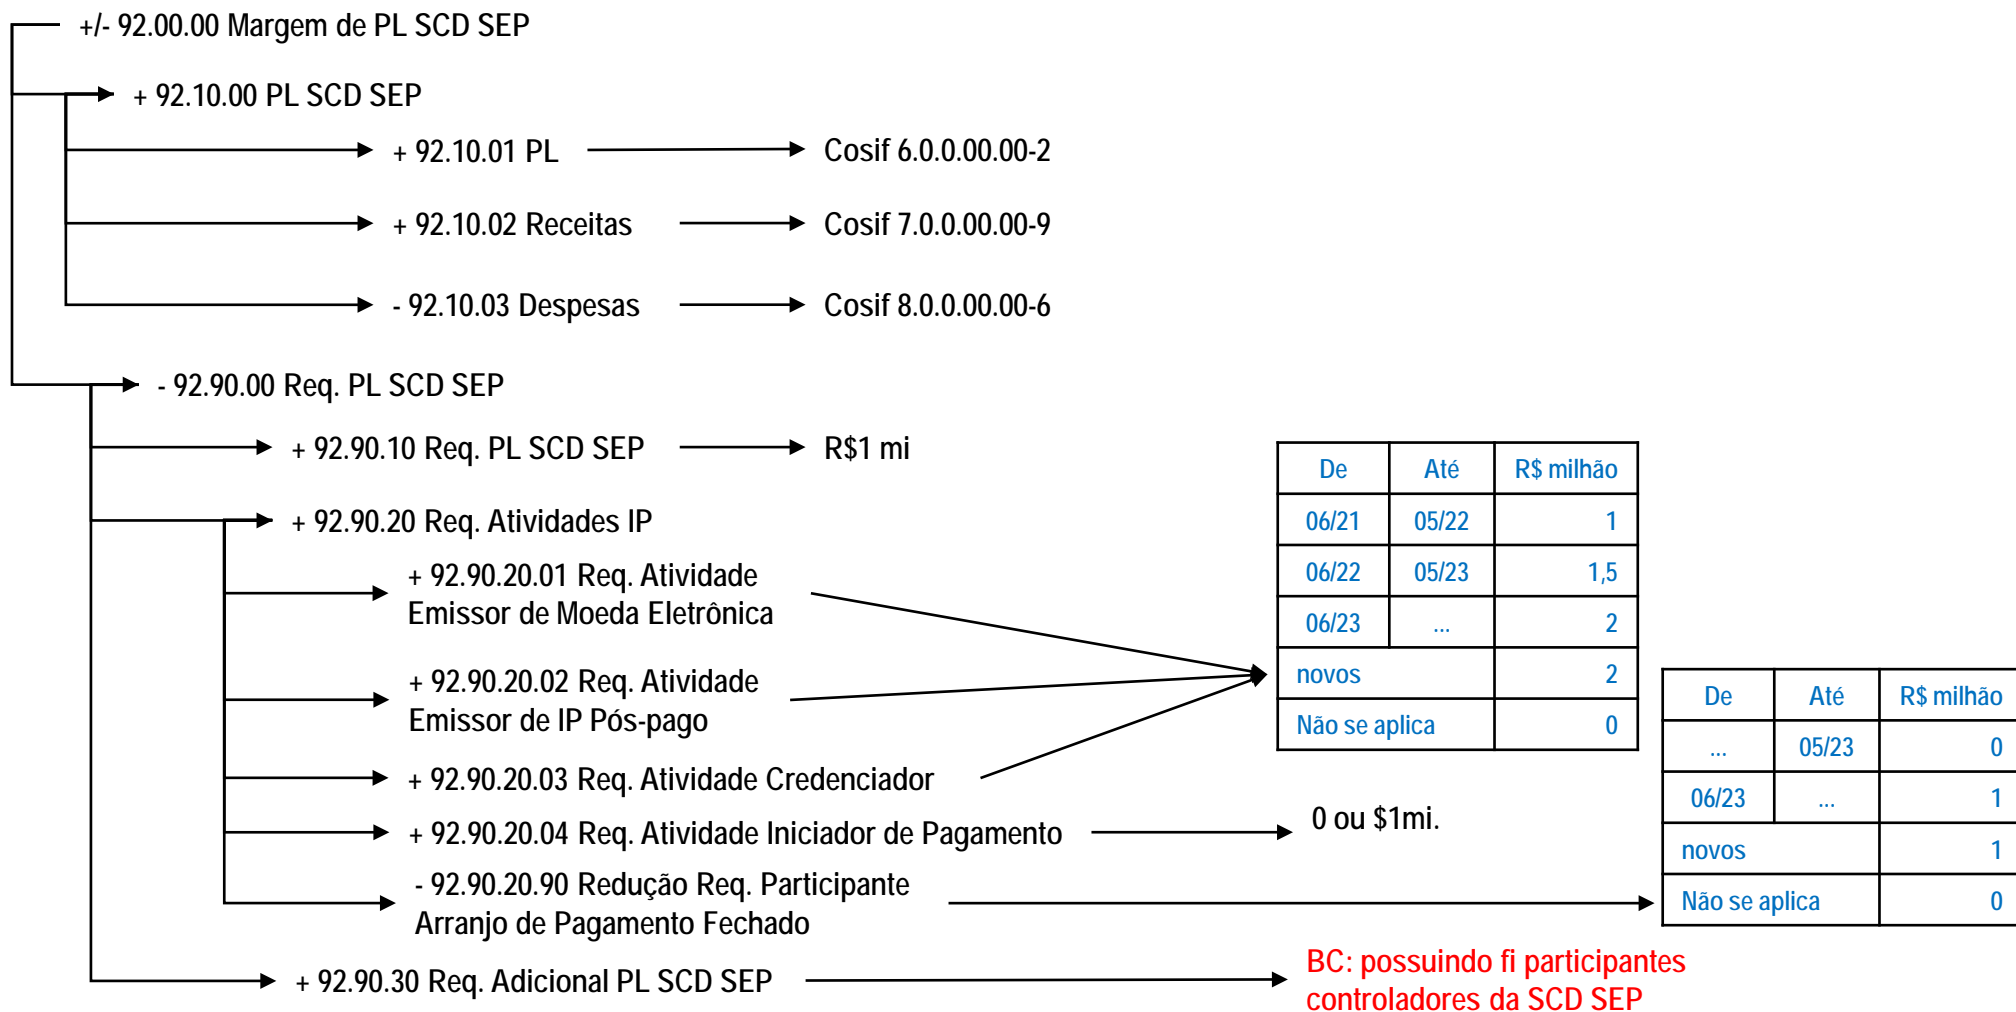 +/- 92.00.00 Margem de PL SCD SEP
+ 92.10.00 PL SCD SEP
+ 92.10.01 PL
Cosif 6.0.0.00.00-2
+ 92.10.02 Receitas
Cosif 7.0.0.00.00-9
- 92.10.03 Despesas
Cosif 8.0.0.00.00-6
- 92.90.00 Req. PL SCD SEP
+ 92.90.10 Req. PL SCD SEP
R$1 mi
+ 92.90.20 Req. Atividades IP
+ 92.90.20.01 Req. Atividade
Emissor de Moeda Eletrônica
+ 92.90.20.02 Req. Atividade
Emissor de IP Pós-pago
+ 92.90.20.03 Req. Atividade Credenciador
De Até R$ milhão
06/21 05/22 1
06/22 05/23 1,5
06/23 ... 2
novos 2
Não se aplica 0
+ 92.90.20.04 Req. Atividade Iniciador de Pagamento
0 ou $1mi.
- 92.90.20.90 Redução Req. Participante
Arranjo de Pagamento Fechado
De Até R$ milhão
... 05/23 0
06/23 ... 1
novos 1
Não se aplica 0
+ 92.90.30 Req. Adicional PL SCD SEP
BC: possuindo fi participantes
controladores da SCD SEP